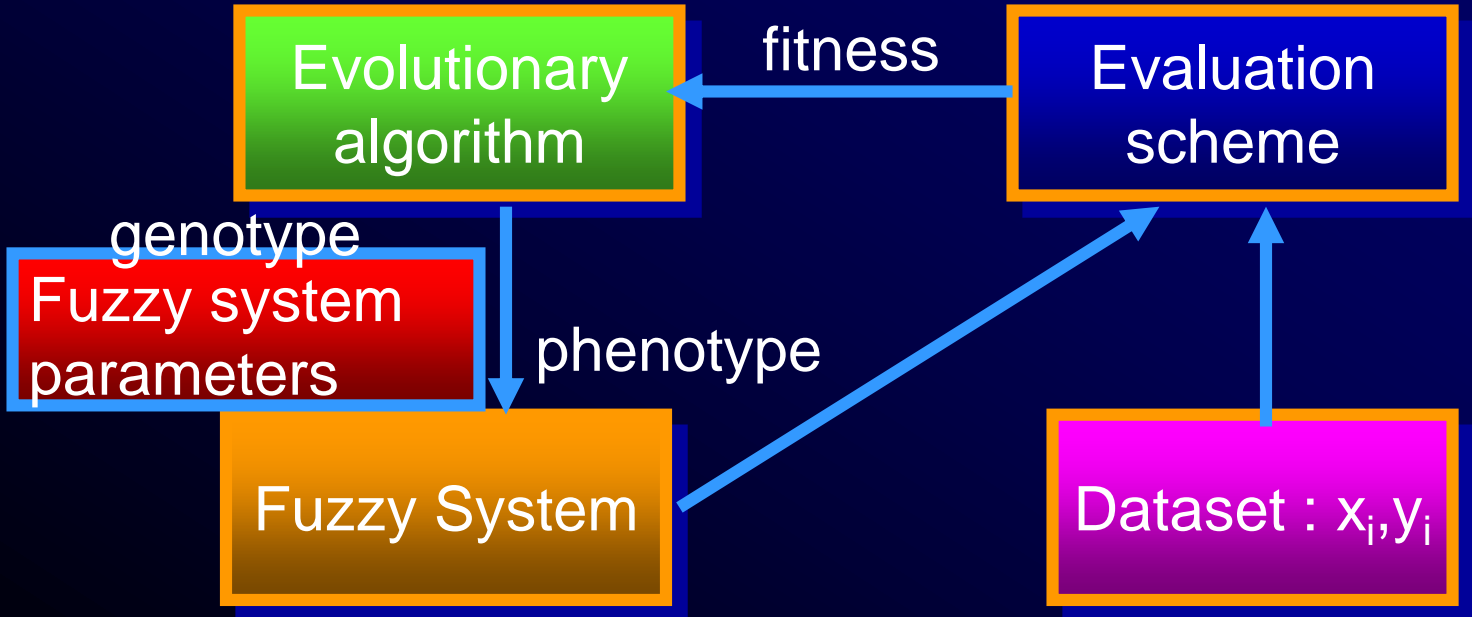 Evolutionary
algorithm
fitness
Evaluation
scheme
genotype
Fuzzy system
parameters
phenotype
Fuzzy System
Dataset : xᵢ,yᵢ